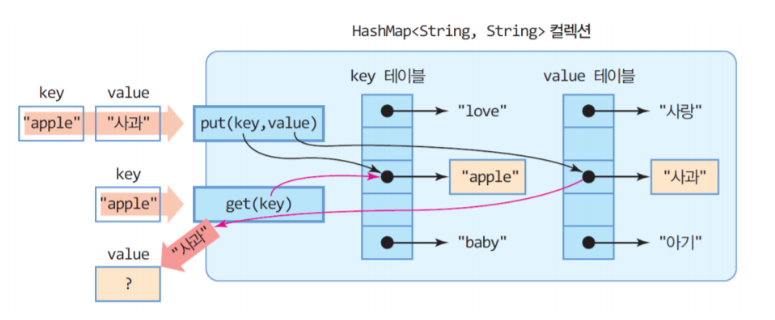 HashMap<String, String> 컬렉션
key 테이블
value 테이블
key
value
"apple"
"사과"
put(key,value)
"love"
"사랑"
"apple"
"사과"
key
"apple"
get(key)
"사과"
"baby"
"아기"
value
?